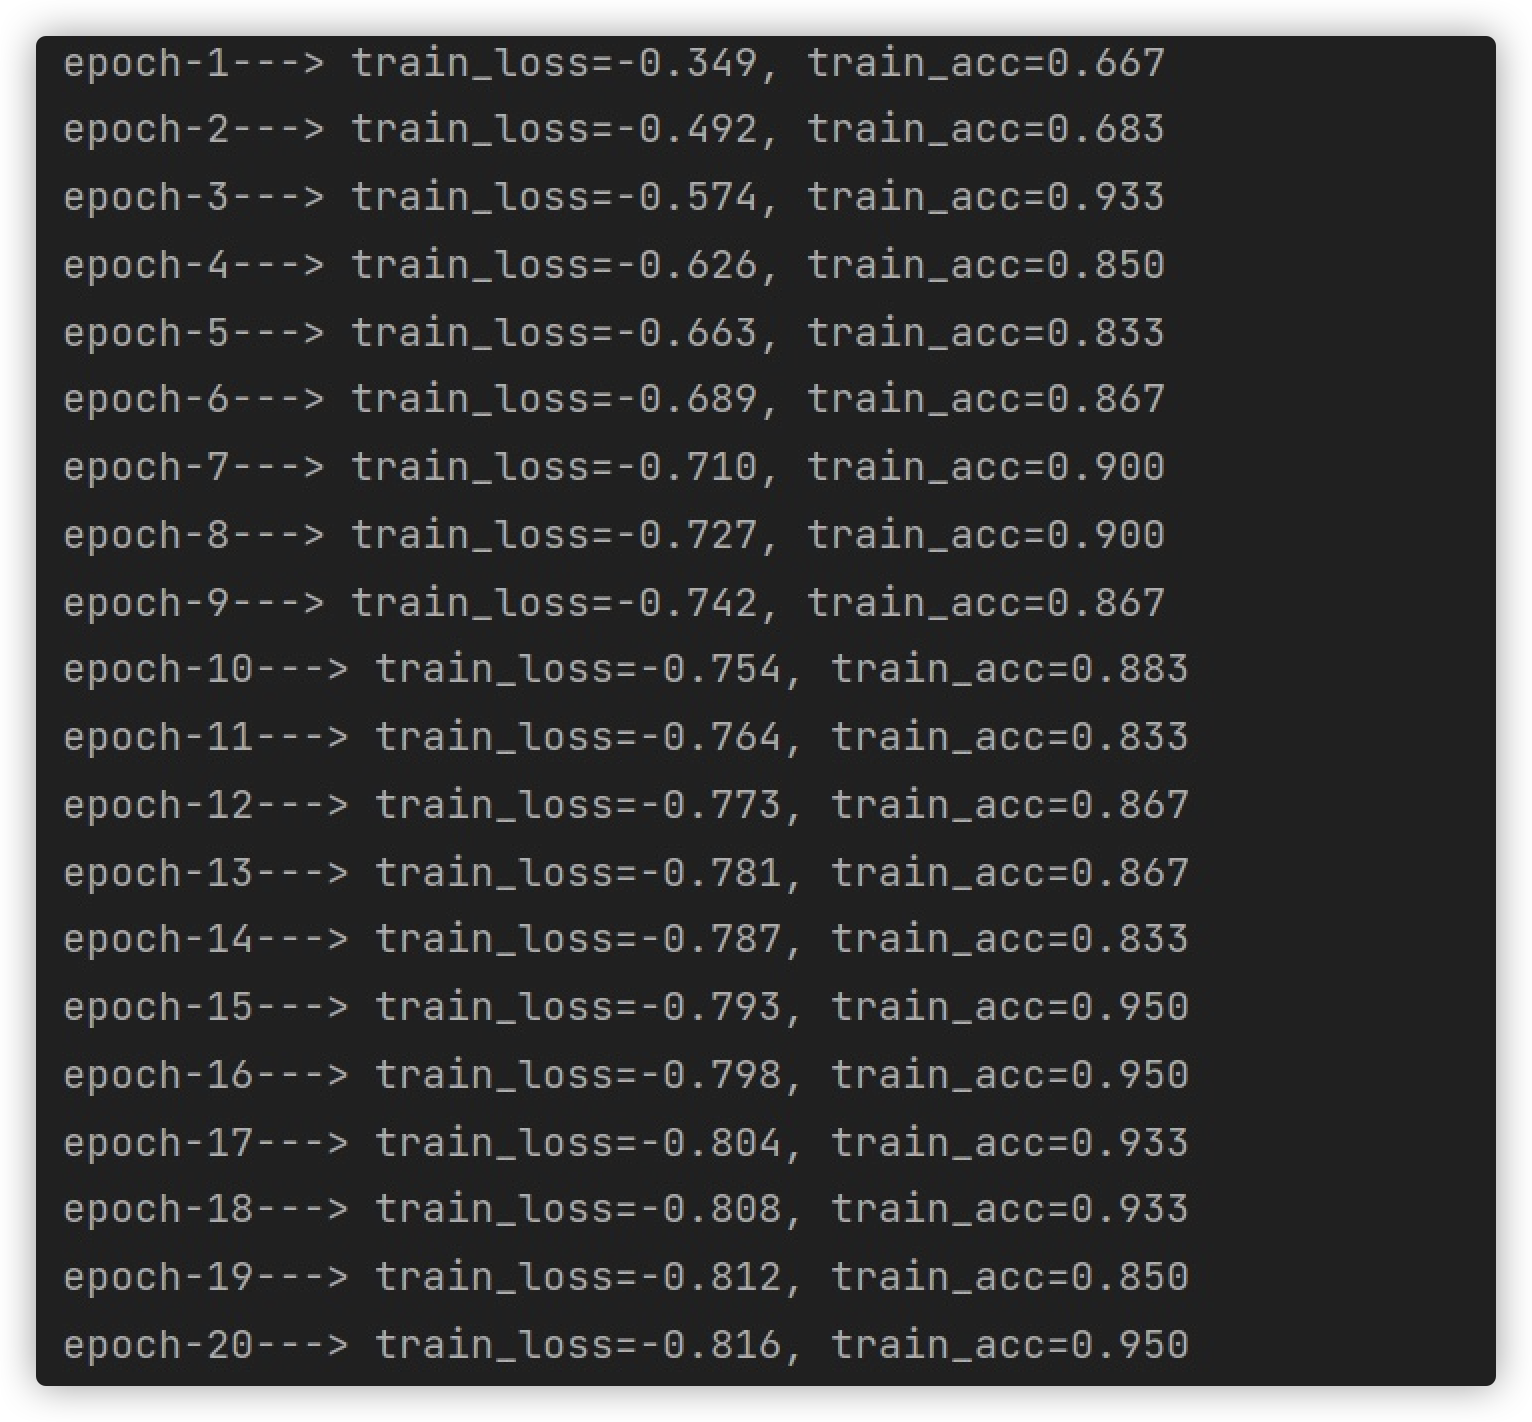 epoch-1---> train_loss=-0.349, train_acc=0.667
epoch-2---> train_loss=-0.492, train_acc=0.683
epoch-3---> train_loss=-0.574, train_acc=0.933
epoch-4---> train_loss=-0.626, train_acc=0.850
epoch-5---> train_loss=-0.663, train_acc=0.833
epoch-6---> train_loss=-0.689, train_acc=0.867
epoch-7---> train_loss=-0.710, train_acc=0.900
epoch-8---> train_loss=-0.727, train_acc=0.900
epoch-9---> train_loss=-0.742, train_acc=0.867
epoch-10---> train_loss=-0.754, train_acc=0.883
epoch-11---> train_loss=-0.764, train_acc=0.833
epoch-12---> train_loss=-0.773, train_acc=0.867
epoch-13---> train_loss=-0.781, train_acc=0.867
epoch-14---> train_loss=-0.787, train_acc=0.833
epoch-15---> train_loss=-0.793, train_acc=0.950
epoch-16---> train_loss=-0.798, train_acc=0.950
epoch-17---> train_loss=-0.804, train_acc=0.933
epoch-18---> train_loss=-0.808, train_acc=0.933
epoch-19---> train_loss=-0.812, train_acc=0.850
epoch-20---> train_loss=-0.816, train_acc=0.950